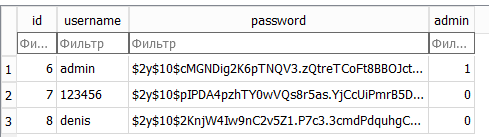 id username password admin
Фи... Фильтр Фильтр Фил...
1 6 admin $2y$10$cMGNDig2K6pTNQV3.zQtreTCoFt8BBOJct... 1
2 7 123456 $2y$10$pIPDA4pzhTY0wVQs8r5as.YjCcUiPmrB5D... 0
3 8 denis $2y$10$2KnjW4Iw9nC2v5Z1.P7c3.3cmdPdquhgC... 0